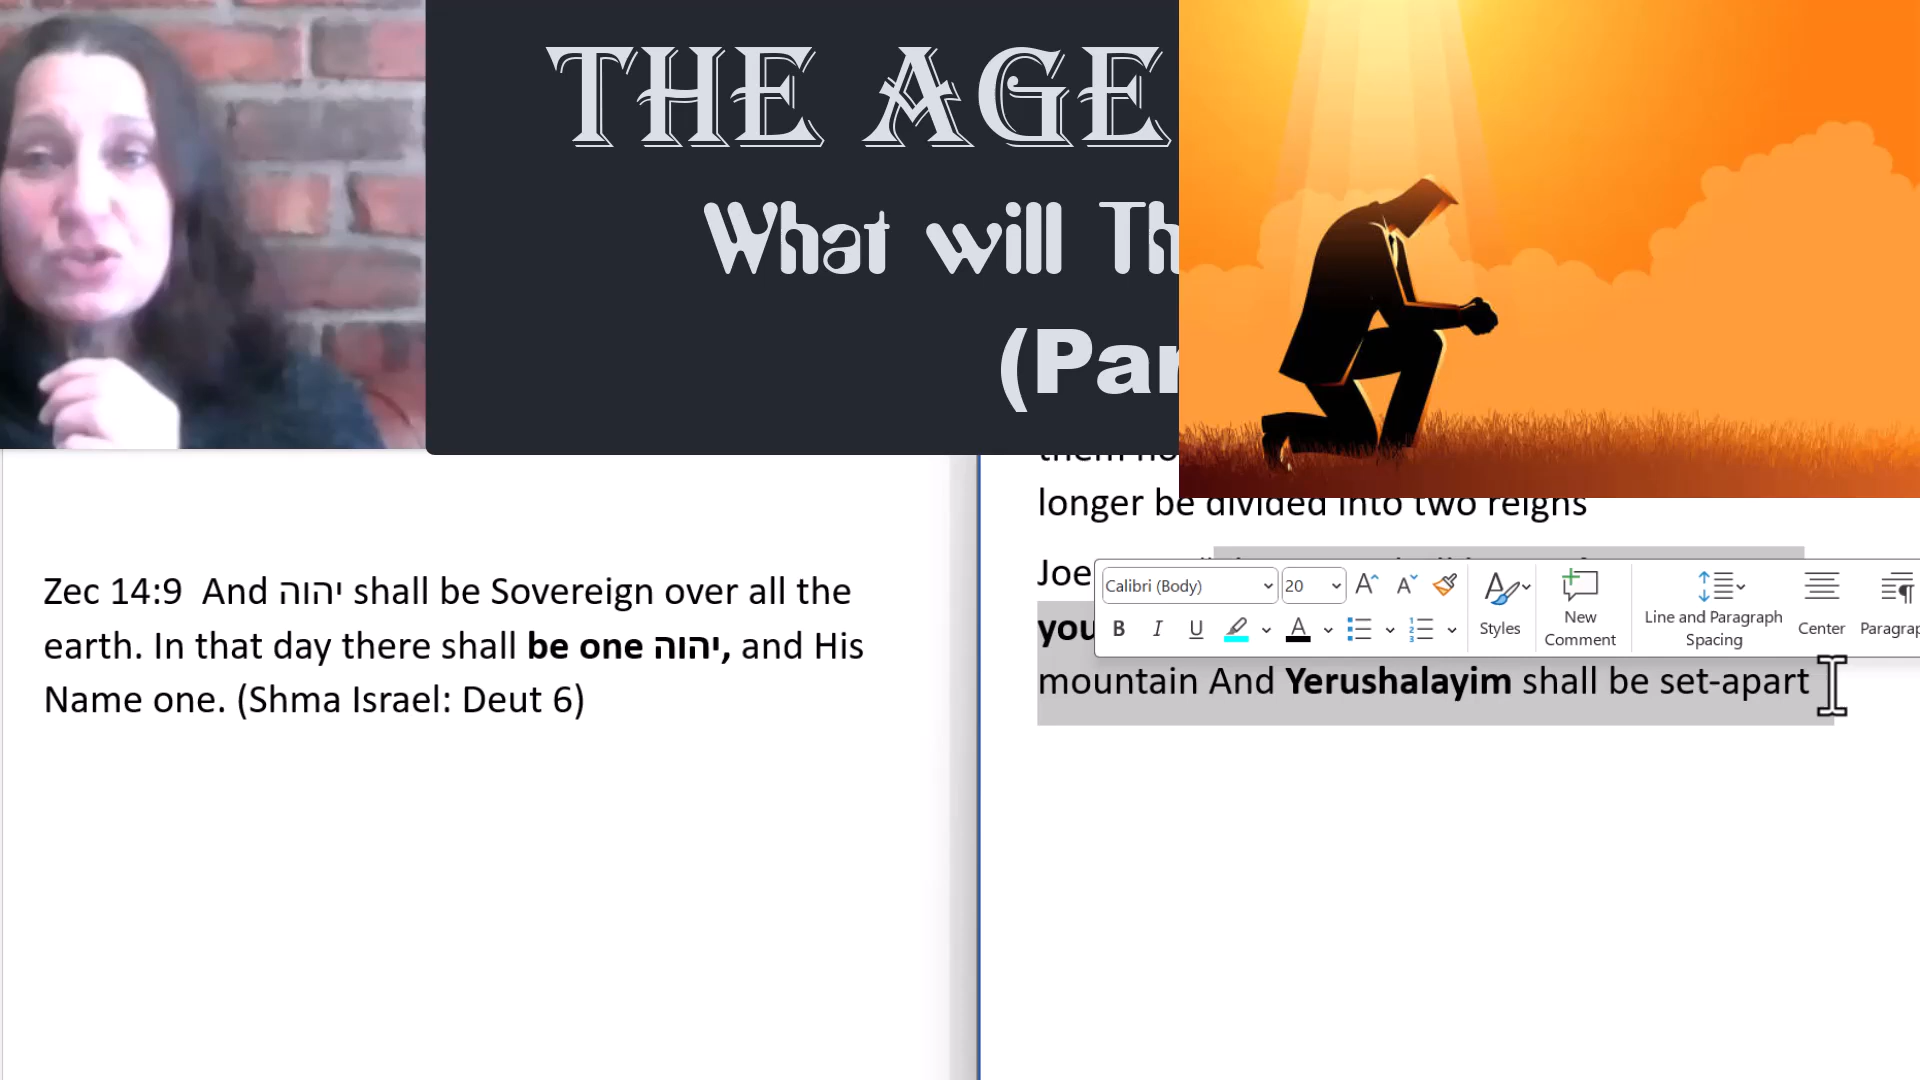 THE AGE
What will Th
(Par
Zec 14:9  And יהוה shall be Sovereign over all the
earth. In that day there shall be one יהוה, and His
Name one. (Shma Israel: Deut 6)
longer be divided into two reigns
Joe
you
mountain And Yerushalayim shall be set-apart
Calibri (Body) 20
B I U
Styles
New
Comment
Line and Paragraph
Spacing
Center
Paragrap